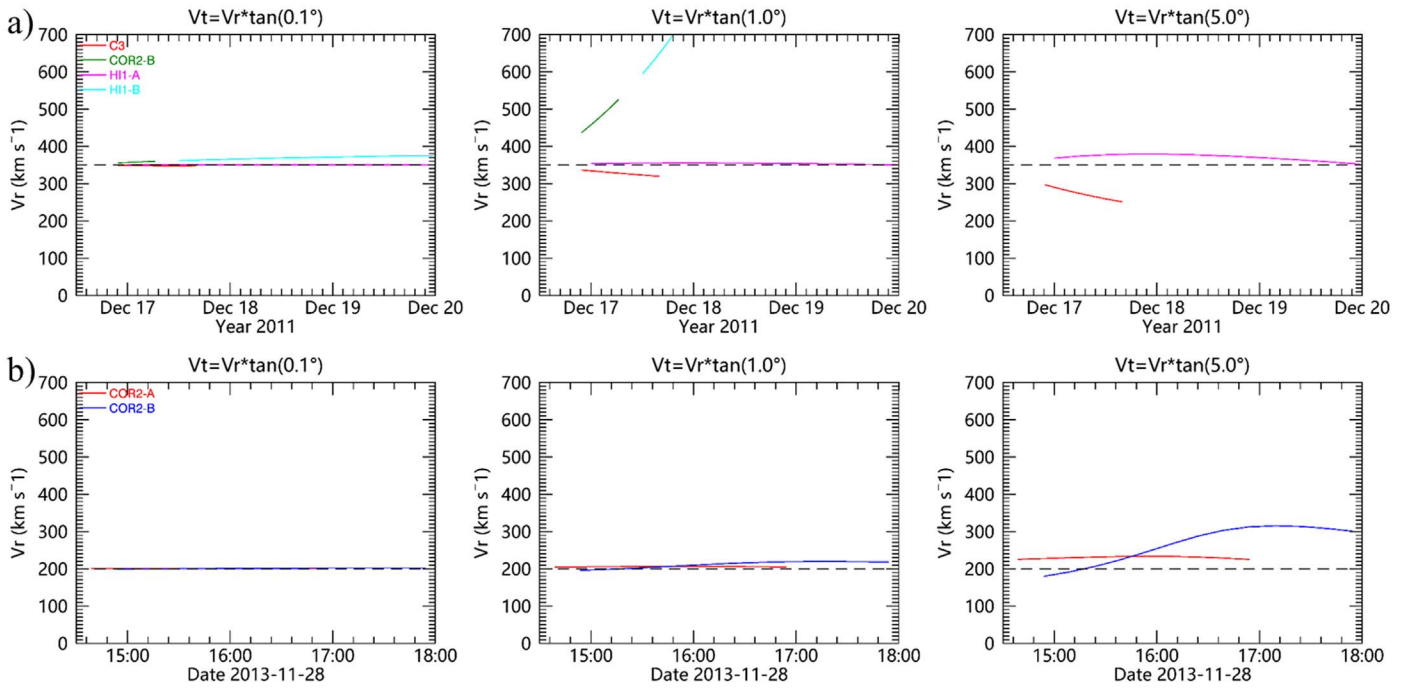 a)
Vt=Vr*tan(0.1°)
Vr (km s⁻1)
700
600
500
400
300
200
100
0
C3
COR2-B
HI1-A
HI1-B
Dec 17 Dec 18 Dec 19 Dec 20
Year 2011
Vt=Vr*tan(1.0°)
Vr (km s⁻1)
700
600
500
400
300
200
100
0
Dec 17 Dec 18 Dec 19 Dec 20
Year 2011
Vt=Vr*tan(5.0°)
Vr (km s⁻1)
700
600
500
400
300
200
100
0
Dec 17 Dec 18 Dec 19 Dec 20
Year 2011
b)
Vt=Vr*tan(0.1°)
Vr (km s⁻1)
700
600
500
400
300
200
100
0
COR2-A
COR2-B
15:00 16:00 17:00 18:00
Date 2013-11-28
Vt=Vr*tan(1.0°)
Vr (km s⁻1)
700
600
500
400
300
200
100
0
15:00 16:00 17:00 18:00
Date 2013-11-28
Vt=Vr*tan(5.0°)
Vr (km s⁻1)
700
600
500
400
300
200
100
0
15:00 16:00 17:00 18:00
Date 2013-11-28